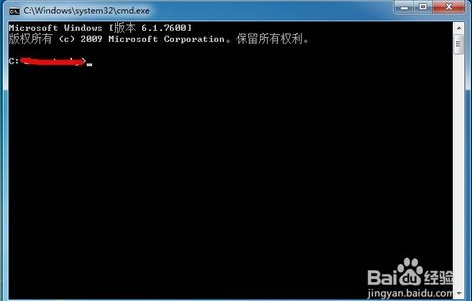 C:\Windows\system32\cmd.exe
Microsoft Windows [版本 6.1.7600]
版权所有 (c) 2009 Microsoft Corporation。保留所有权利。
C:
>_
Baidu 经验
jingyan.baidu.com